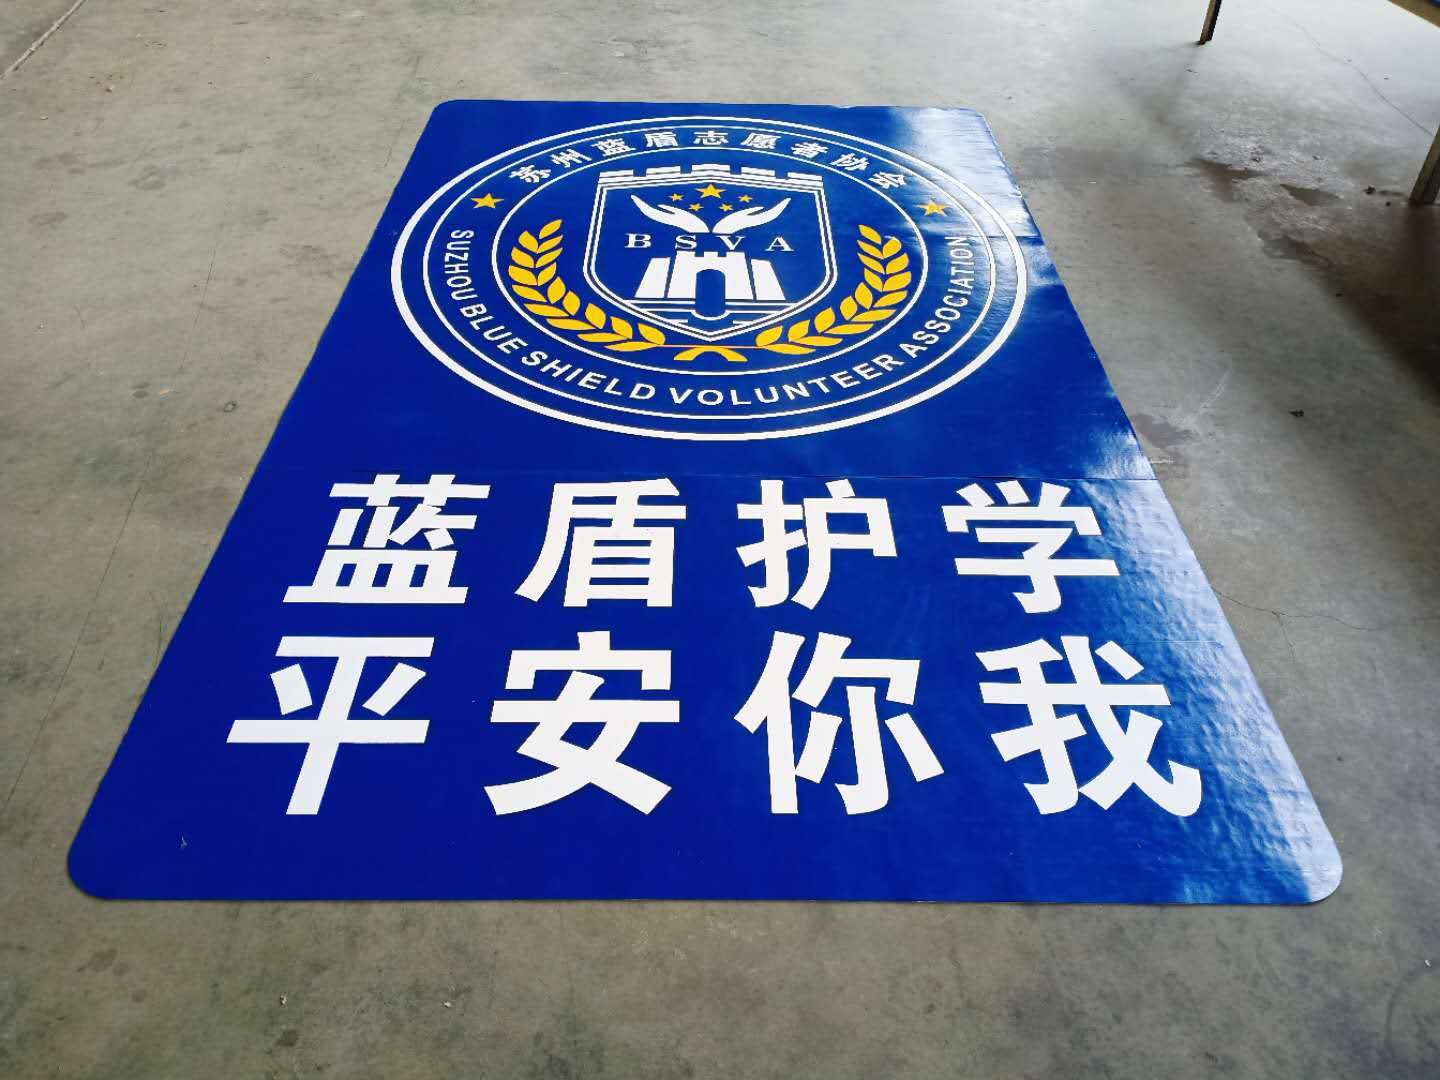 苏州蓝盾志愿者协会
BSVA
SUZHOU BLUE SHIELD VOLUNTEER ASSOCIATION
蓝盾护学
平安你我